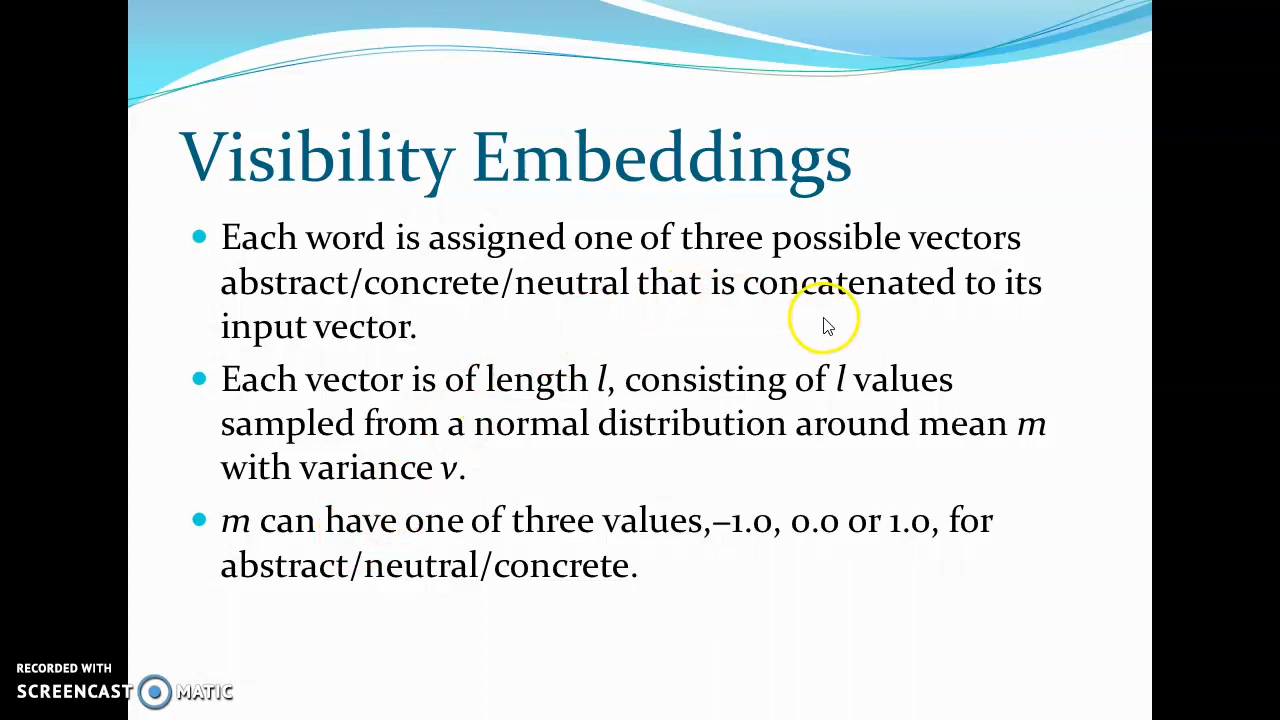 Visibility Embeddings
• Each word is assigned one of three possible vectors
abstract/concrete/neutral that is concatenated to its
input vector.
• Each vector is of length l, consisting of l values
sampled from a normal distribution around mean m
with variance v.
• m can have one of three values,–1.0, 0.0 or 1.0, for
abstract/neutral/concrete.
RECORDED WITH
SCREENCAST MATIC